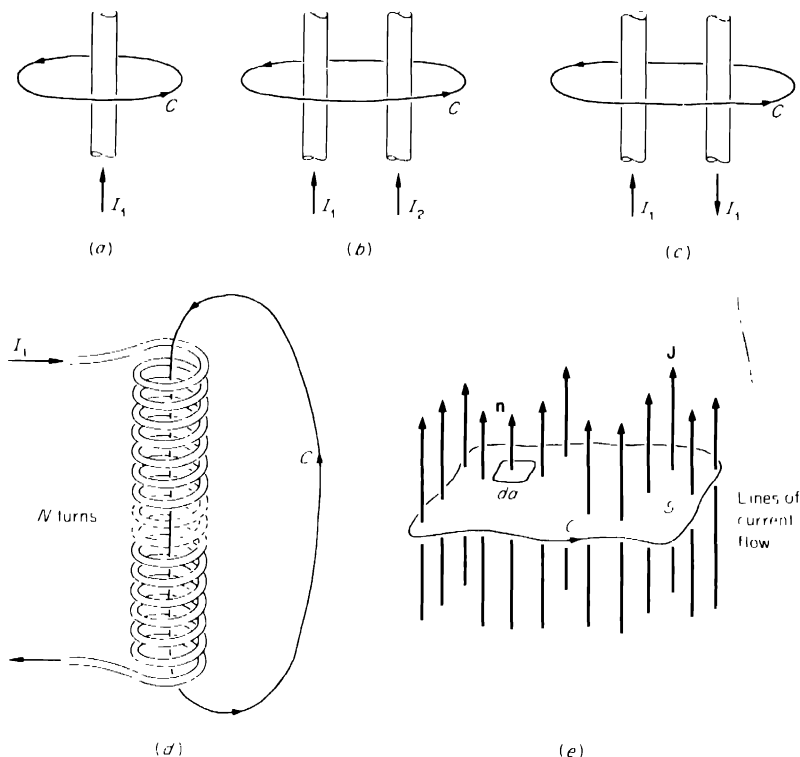 C
I₁
(a)
C
I₁ I₂
(b)
C
I₁ I₁
(c)
I₁
N turns
C
(d)
J
n
da
S
C
Lines of
current
flow
(e)